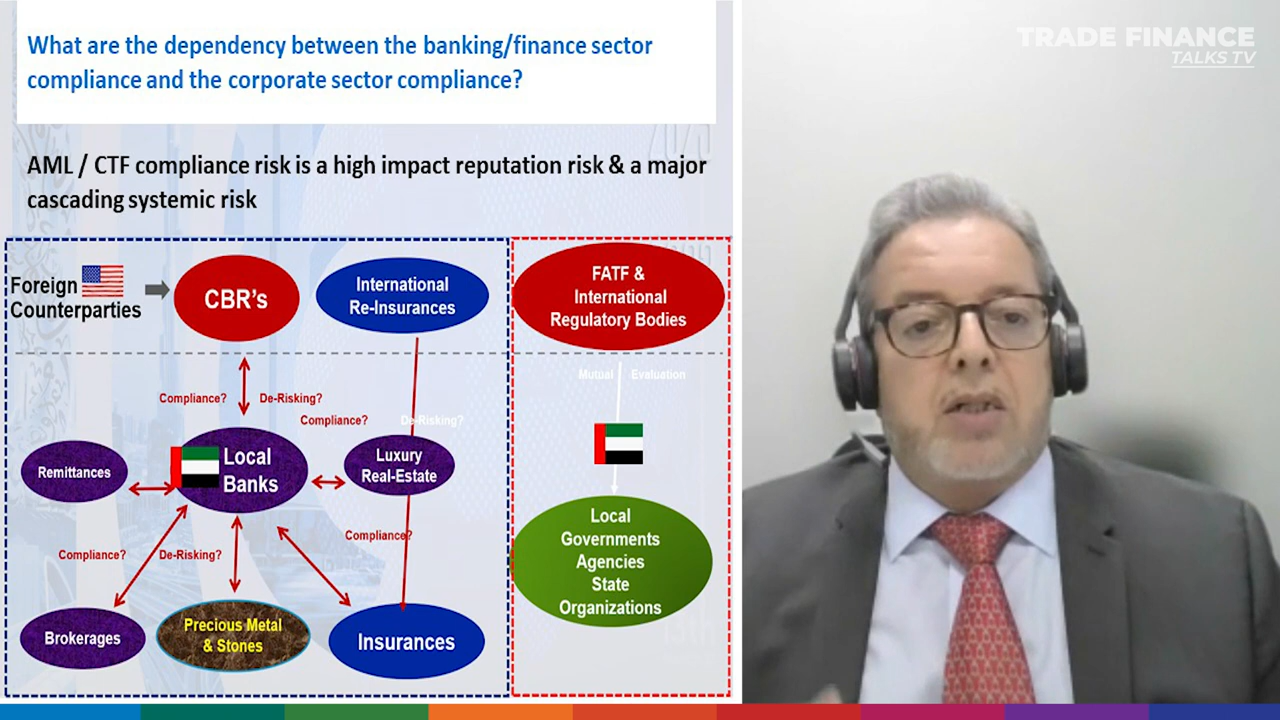 What are the dependency between the banking/finance sector
compliance and the corporate sector compliance?
TRADE FINANCE
TALKS TV
AML / CTF compliance risk is a high impact reputation risk & a major
cascading systemic risk
Foreign
Counterparties
CBR's
International
Re-Insurances
FATF &
International
Regulatory Bodies
Mutual Evaluation
Compliance? De-Risking?
Compliance? De-Risking?
Remittances
Local
Banks
Luxury
Real-Estate
Compliance?
Compliance? De-Risking?
Local
Governments
Agencies
State
Organizations
Brokerages
Precious Metal
& Stones
Insurances